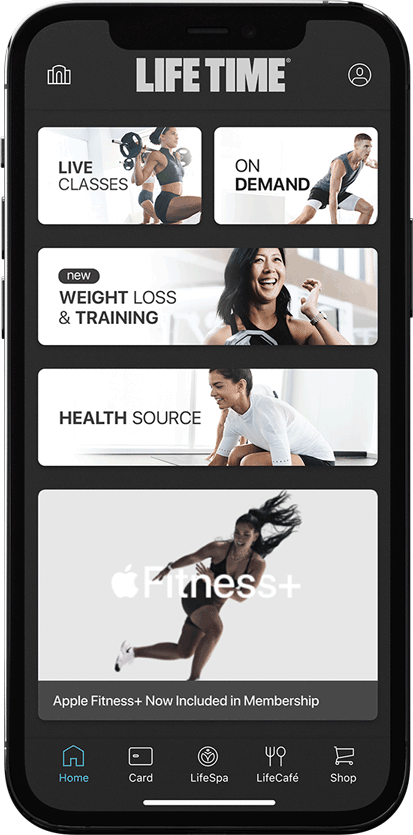 LIFE TIME®
LIVE
CLASSES
ON
DEMAND
new
WEIGHT LOSS
& TRAINING
HEALTH SOURCE
Fitness+
Apple Fitness+ Now Included in Membership
Home
Card
LifeSpa
LifeCafé
Shop